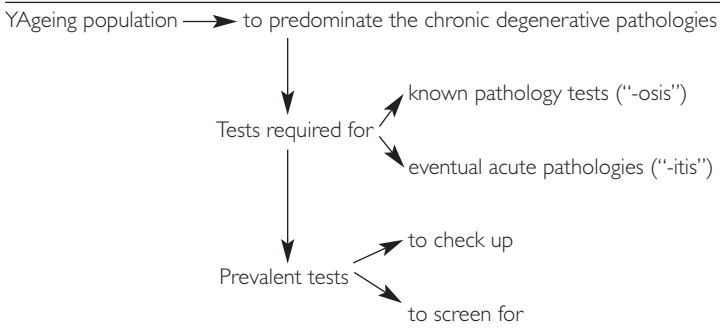 YAgeing population to predominate the chronic degenerative pathologies
known pathology tests (“-osis”)
Tests required for
eventual acute pathologies (“-itis”)
to check up
Prevalent tests
to screen for